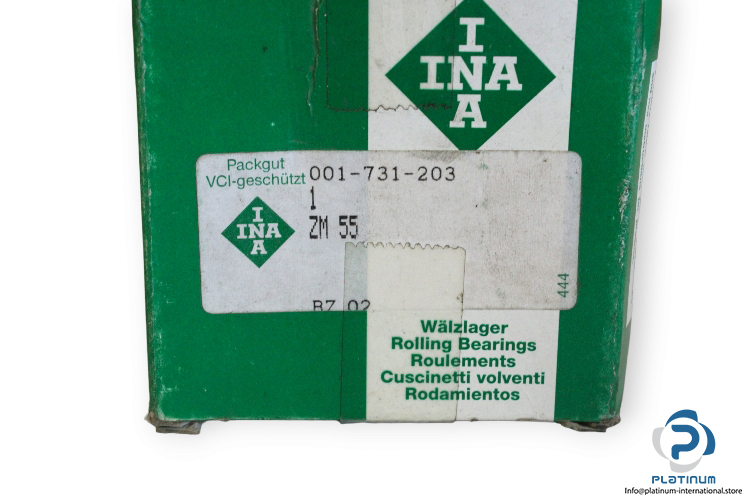 I
INA
A
Packgut
VCI-geschützt
001-731-203
1
I
INA
A
ZM 55
BZ 02
444
Wälzlager
Rolling Bearings
Roulements
Cuscinetti volventi
Rodamientos
PLATINUM
Info@platinum-international.store